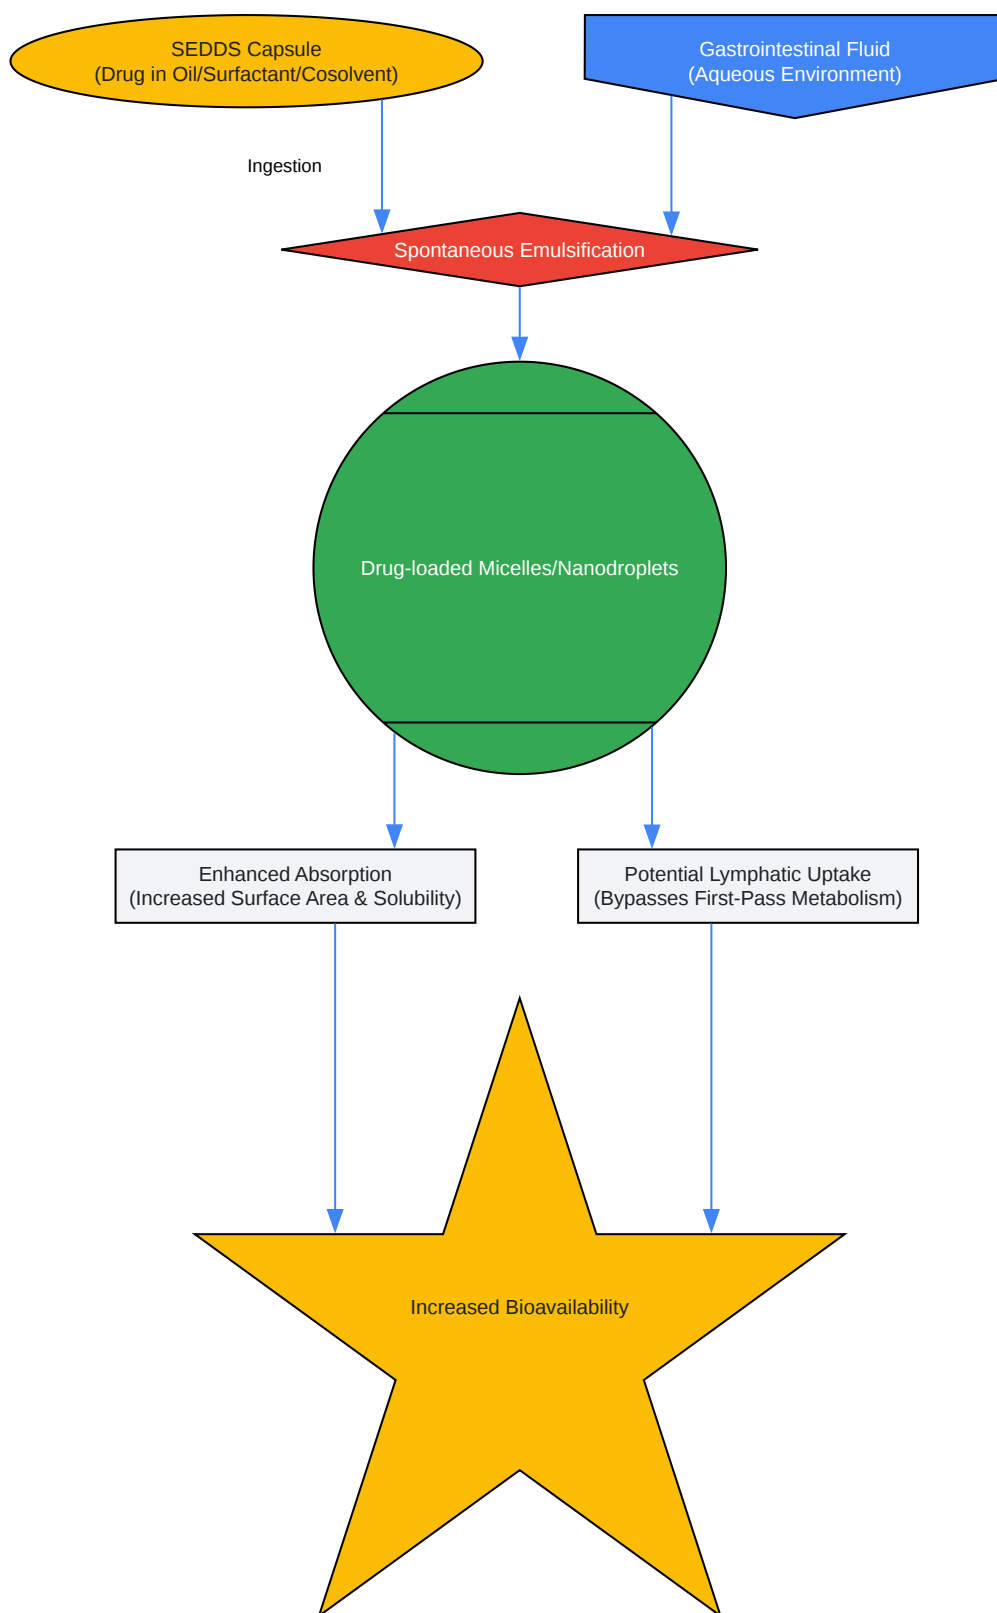 SEDDS Capsule
(Drug in Oil/Surfactant/Cosolvent)
Gastrointestinal Fluid
(Aqueous Environment)
Ingestion
Spontaneous Emulsification
Drug-loaded Micelles/Nanodroplets
Enhanced Absorption
(Increased Surface Area & Solubility)
Potential Lymphatic Uptake
(Bypasses First-Pass Metabolism)
Increased Bioavailability